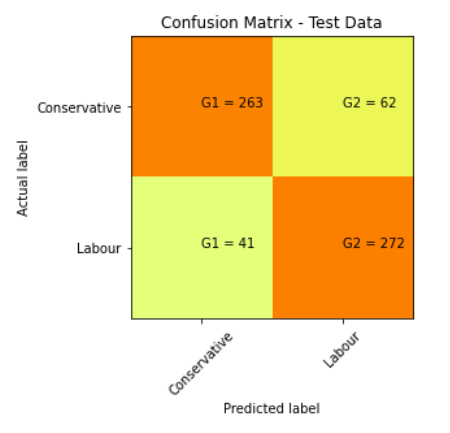 Confusion Matrix - Test Data
Actual label
Conservative
G1 = 263
G2 = 62
Labour
G1 = 41
G2 = 272
Conservative
Labour
Predicted label